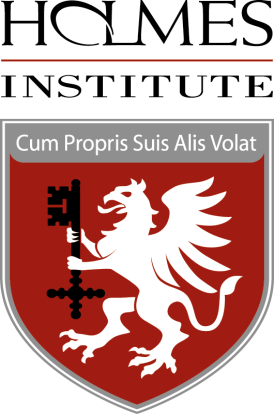 HOLMES
INSTITUTE
Cum Propris Suis Alis Volat